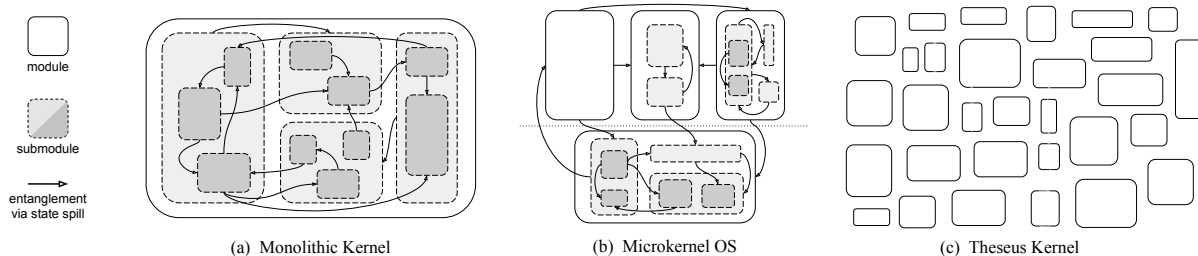 module
submodule
entanglement
via state spill
(a) Monolithic Kernel
(b) Microkernel OS
(c) Theseus Kernel